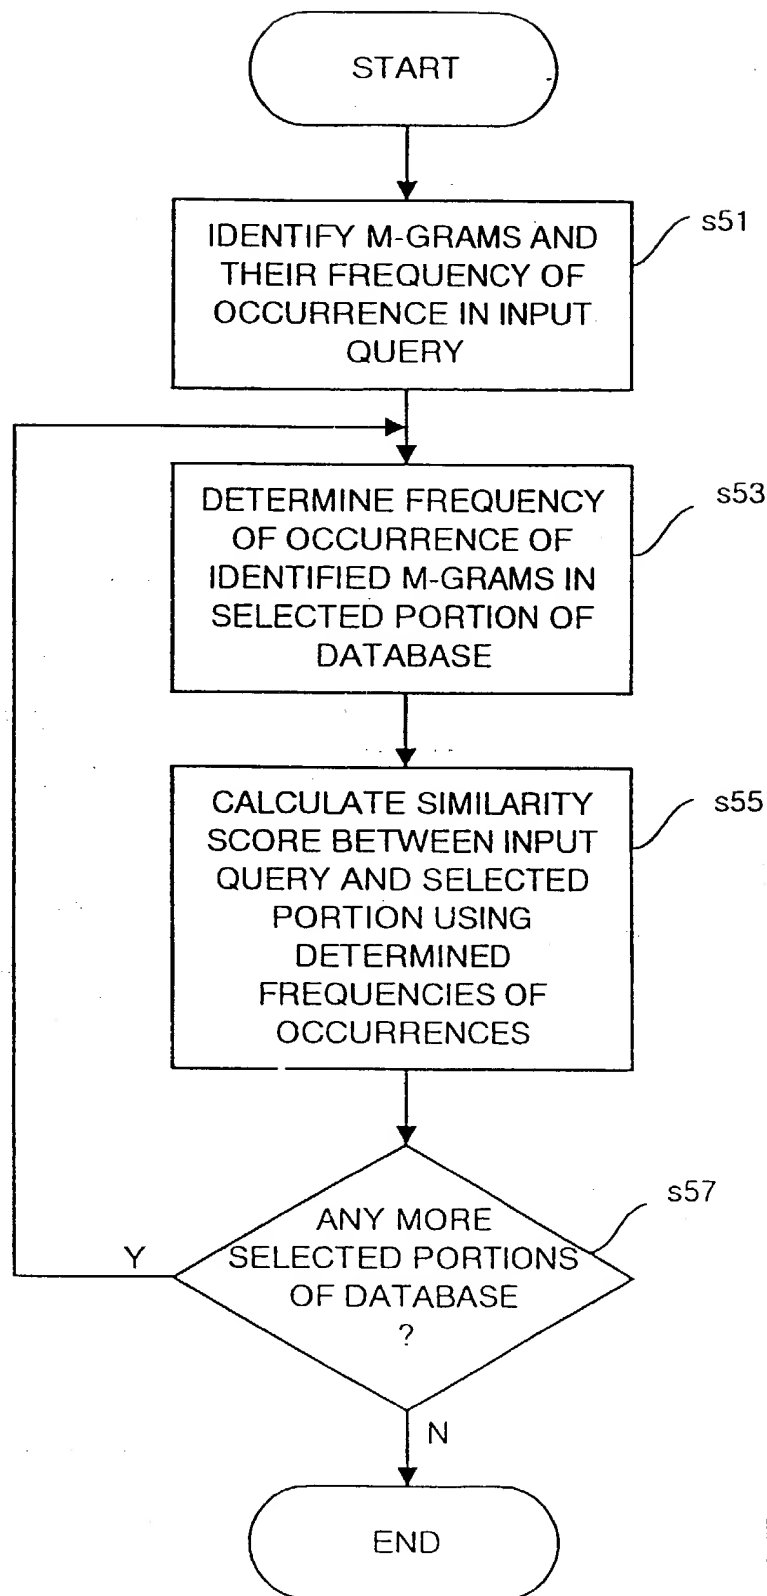 START
IDENTIFY M-GRAMS AND
THEIR FREQUENCY OF
OCCURRENCE IN INPUT
QUERY
s51
DETERMINE FREQUENCY
OF OCCURRENCE OF
IDENTIFIED M-GRAMS IN
SELECTED PORTION OF
DATABASE
s53
CALCULATE SIMILARITY
SCORE BETWEEN INPUT
QUERY AND SELECTED
PORTION USING
DETERMINED
FREQUENCIES OF
OCCURRENCES
s55
ANY MORE
SELECTED PORTIONS
OF DATABASE
?
s57
Y
N
END